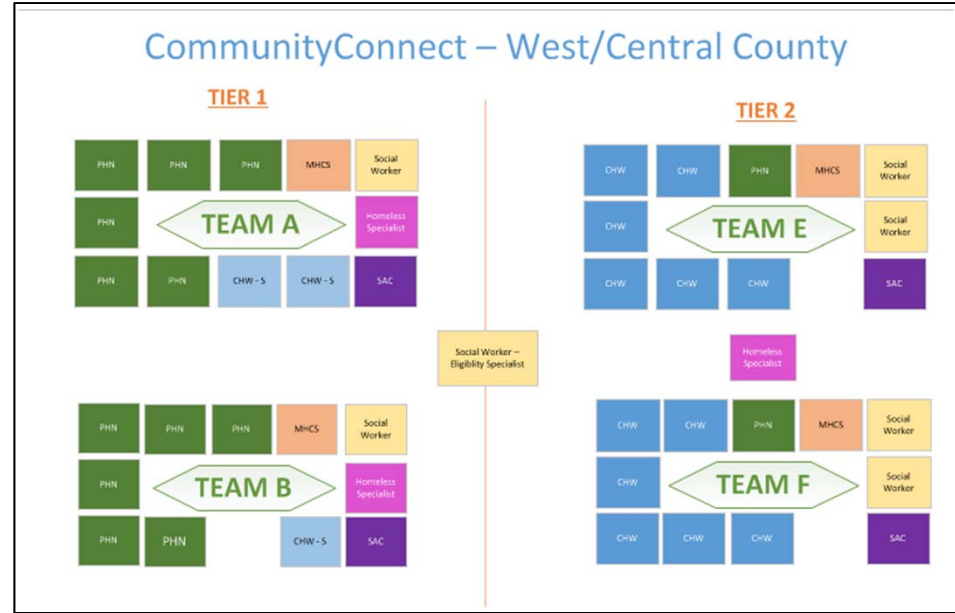 CommunityConnect – West/Central County
TIER 1
PHN
PHN
PHN
MHCS
Social
Worker
PHN
TEAM A
Homeless
Specialist
PHN
PHN
CHW - S
CHW - S
SAC
PHN
PHN
PHN
MHCS
Social
Worker
PHN
TEAM B
Homeless
Specialist
PHN
PHN
CHW - S
SAC
Social Worker –
Eligiblity Specialist
TIER 2
CHW
CHW
PHN
MHCS
Social
Worker
CHW
TEAM E
Social
Worker
CHW
CHW
CHW
SAC
Homeless
Specialist
CHW
CHW
PHN
MHCS
Social
Worker
CHW
TEAM F
Social
Worker
CHW
CHW
CHW
SAC